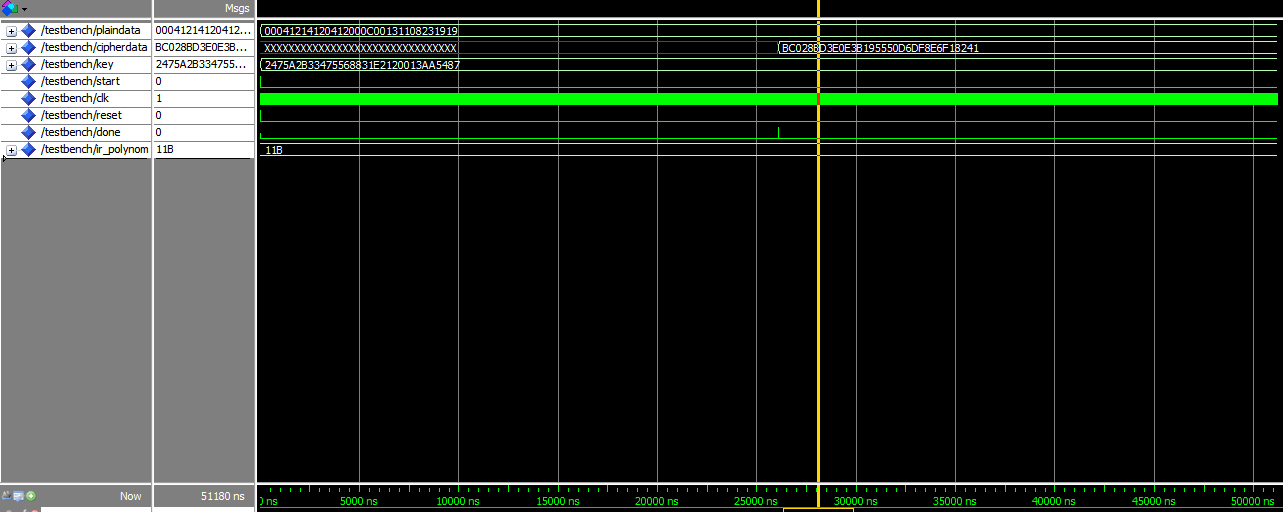 Msgs
/testbench/plaindata 00041214120412... 00041214120412000C00131108231919
/testbench/cipherdata BC028BD3E0E3B... XXXXXXXXXXXXXXXXXXXXXXXXXXXXXXXX BC028BD3E0E3B195550D6DF8E6F18241
/testbench/key 2475A2B334755... 2475A2B33475568831E2120013AA5487
/testbench/start 0
/testbench/clk 1
/testbench/reset 0
/testbench/done 0
/testbench/ir_polynom 11B 11B
Now 51180 ns 0 ns 5000 ns 10000 ns 15000 ns 20000 ns 25000 ns 30000 ns 35000 ns 40000 ns 45000 ns 50000 ns